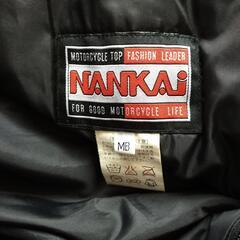 MOTORCYCLE TOP FASHION LEADER
NANKAi
FOR GOOD MOTORCYCLE LIFE
MB